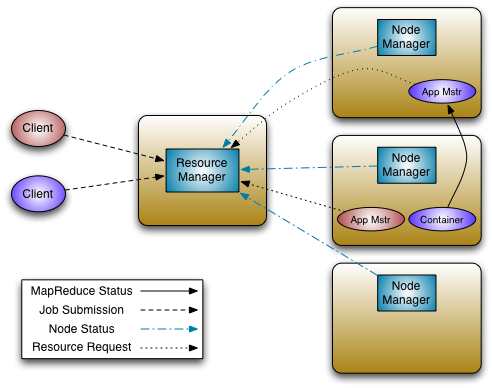 Node
Manager
App Mstr
Client
Resource
Manager
Client
Node
Manager
App Mstr
Container
Node
Manager
MapReduce Status
Job Submission
Node Status
Resource Request